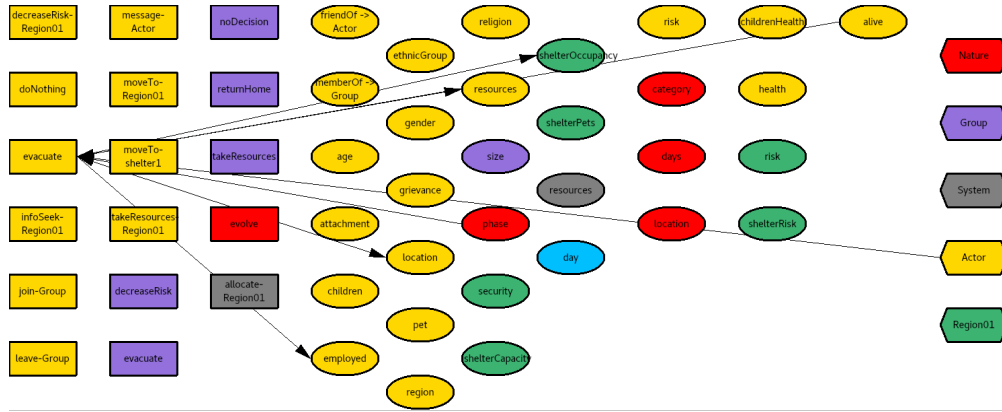 decreaseRisk-
Region01
message-
Actor
noDecision
friendOf ->
Actor
religion
risk
childrenHealth
alive
ethnicGroup
shelterOccupancy
Nature
doNothing
moveTo-
Region01
returnHome
memberOf ->
Group
resources
category
health
gender
shelterPets
Group
evacuate
moveTo-
shelter1
takeResources
age
size
days
risk
grievance
resources
System
infoSeek-
Region01
takeResources-
Region01
evolve
attachment
phase
location
shelterRisk
location
day
Actor
join-Group
decreaseRisk
allocate-
Region01
children
security
pet
Region01
leave-Group
evacuate
employed
shelterCapacity
region